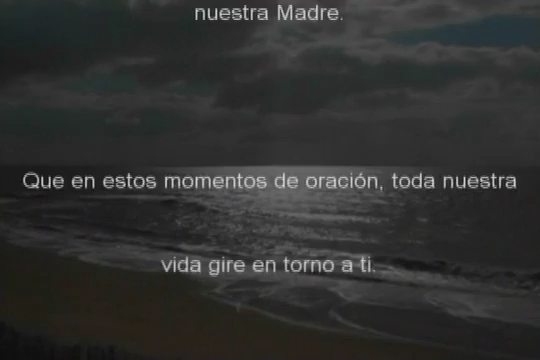 nuestra Madre.
Que en estos momentos de oración, toda nuestra
vida gire en torno a ti.